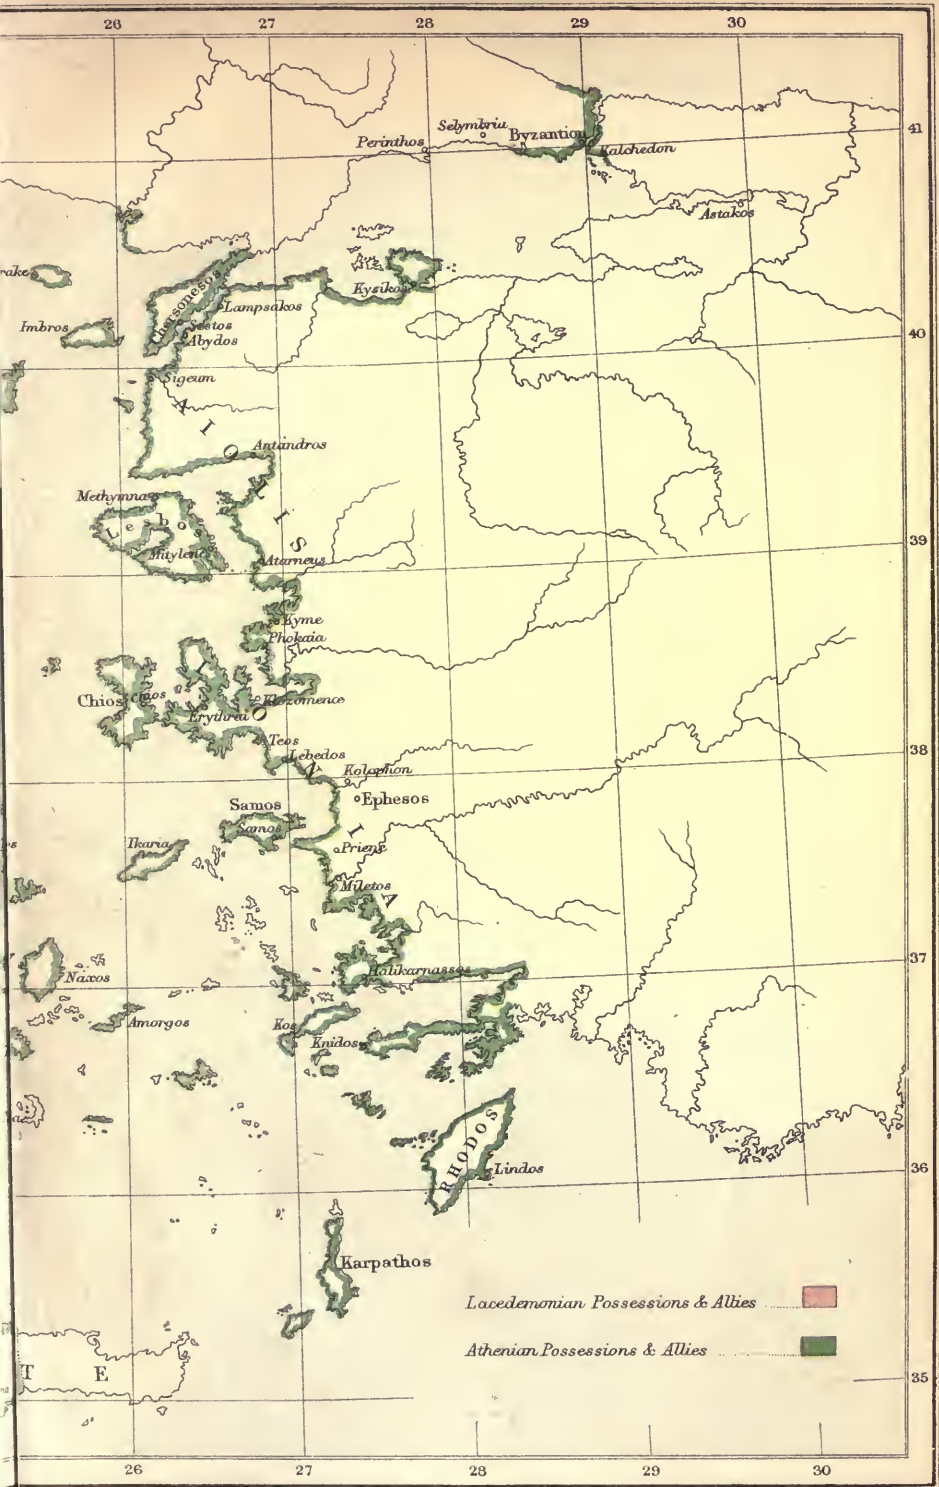 26 27 28 29 30
41
Selymbria
Byzantion
Perinthos
Kalchedon
Astakos
rake
Kysikos
Chersonesos
Lampsakos
Imbros
Sestos
Abydos
40
Sigeum
AIOLIS
Antandros
Methymna
Lesbos
Mitylene
39
Atarneus
Kyme
Phokaia
IONIA
Chios
Chios
Klazomence
Erythrai
Teos
38
Lebedos
Kolophon
Samos
Ephesos
Samos
Ikaria
Priene
Miletos
37
Halikarnassos
Naxos
Amorgos
Kos
Knidos
RHODOS
36
Lindos
Karpathos
Lacedemonian Possessions & Allies
Athenian Possessions & Allies
T E
35
26 27 28 29 30